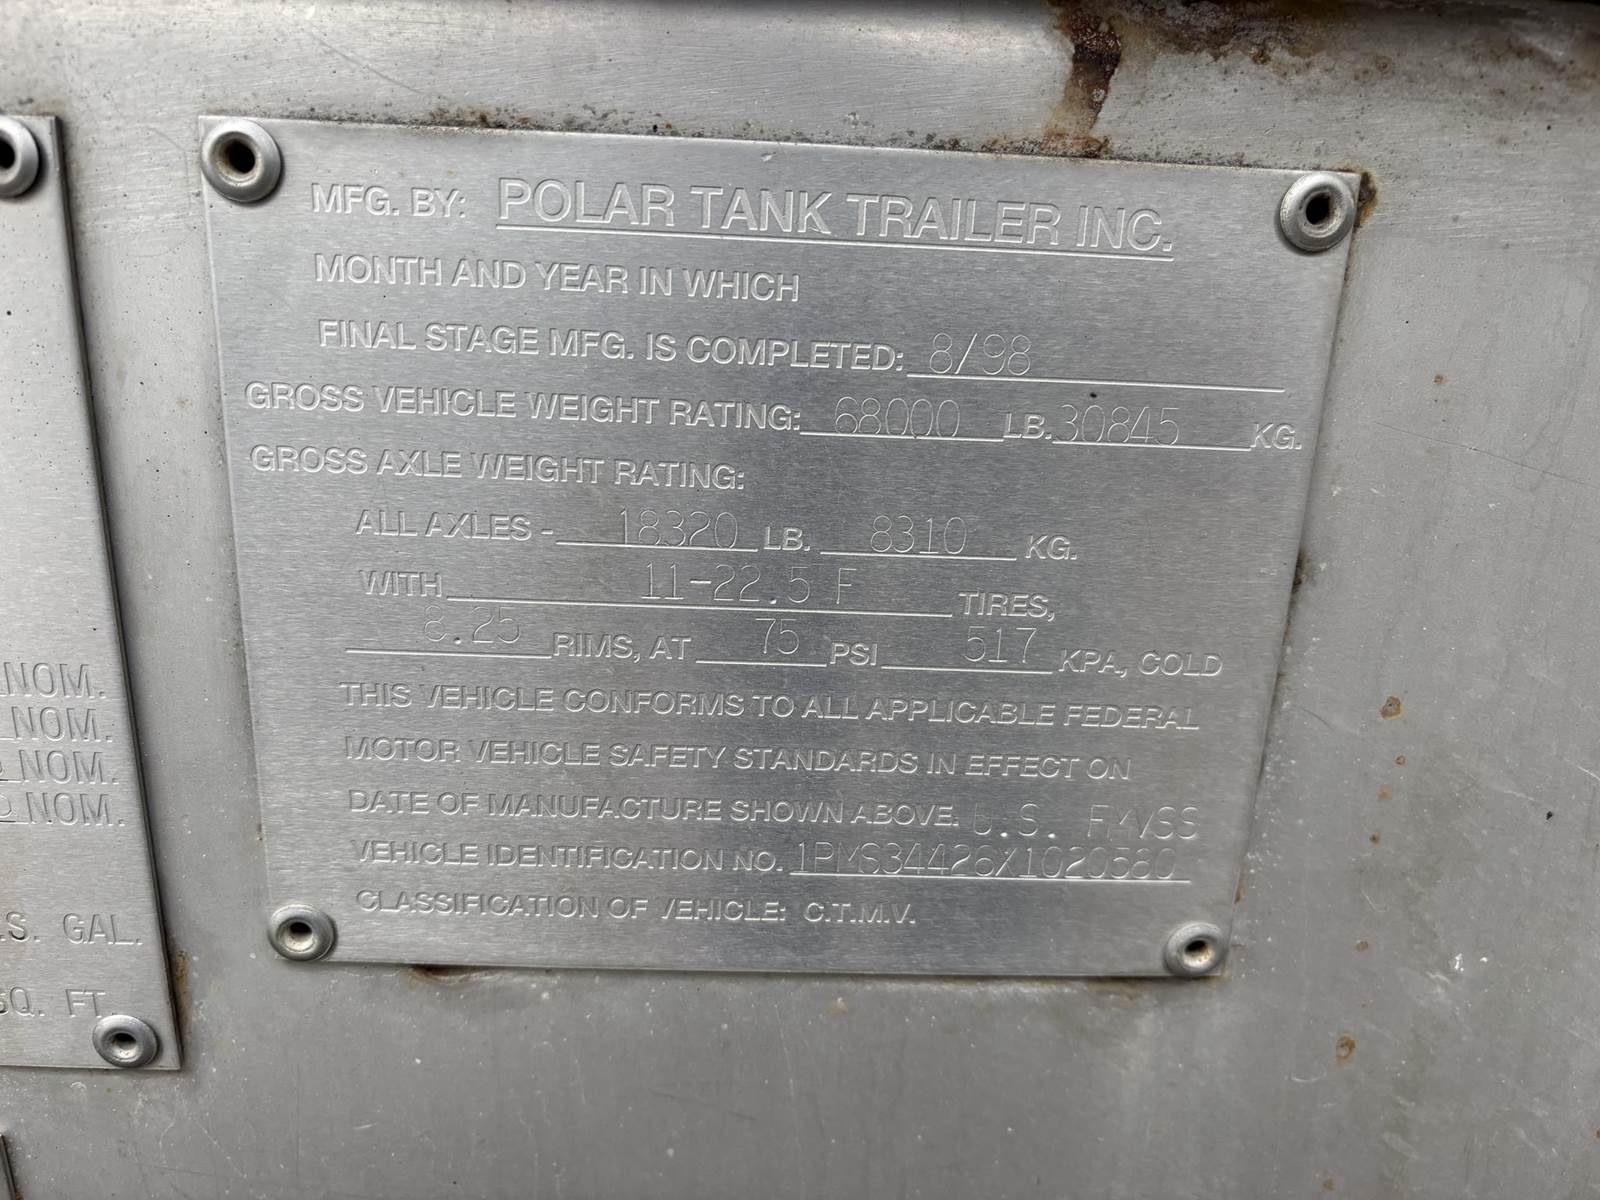 MFG. BY: POLAR TANK TRAILER INC.
MONTH AND YEAR IN WHICH
FINAL STAGE MFG. IS COMPLETED: 8/98
GROSS VEHICLE WEIGHT RATING: 68000 LB. 30845 KG.
GROSS AXLE WEIGHT RATING:
ALL AXLES - 18320 LB. 8310 KG.
WITH 11-22.5 F TIRES,
8.25 RIMS, AT 75 PSI 517 KPA, COLD
THIS VEHICLE CONFORMS TO ALL APPLICABLE FEDERAL
MOTOR VEHICLE SAFETY STANDARDS IN EFFECT ON
DATE OF MANUFACTURE SHOWN ABOVE: U.S. FMVSS
VEHICLE IDENTIFICATION NO. 1PMS34426X1020580
CLASSIFICATION OF VEHICLE: C.T.M.V.
NOM.
NOM.
NOM.
NOM.
.S. GAL.
SQ. FT.